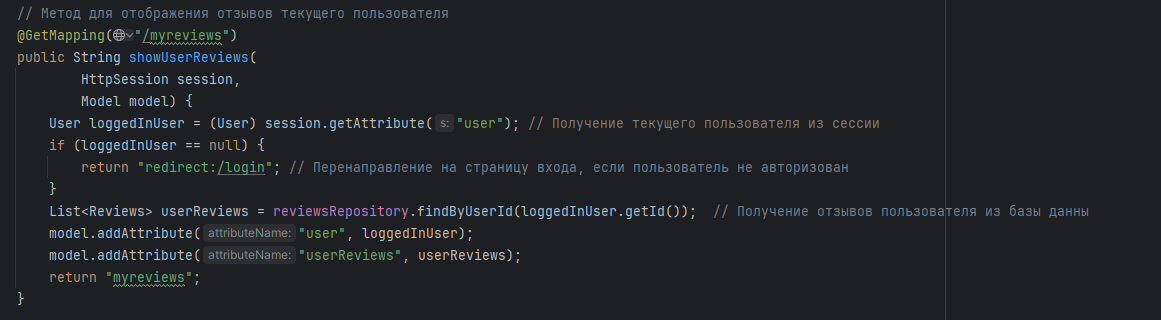 // Метод для отображения отзывов текущего пользователя
@GetMapping("/myreviews")
public String showUserReviews(
        HttpSession session,
        Model model) {
    User loggedInUser = (User) session.getAttribute( s: "user"); // Получение текущего пользователя из сессии
    if (loggedInUser == null) {
        return "redirect:/login"; // Перенаправление на страницу входа, если пользователь не авторизован
    }
    List<Reviews> userReviews = reviewsRepository.findByUserId(loggedInUser.getId());  // Получение отзывов пользователя из базы данны
    model.addAttribute( attributeName: "user", loggedInUser);
    model.addAttribute( attributeName: "userReviews", userReviews);
    return "myreviews";
}